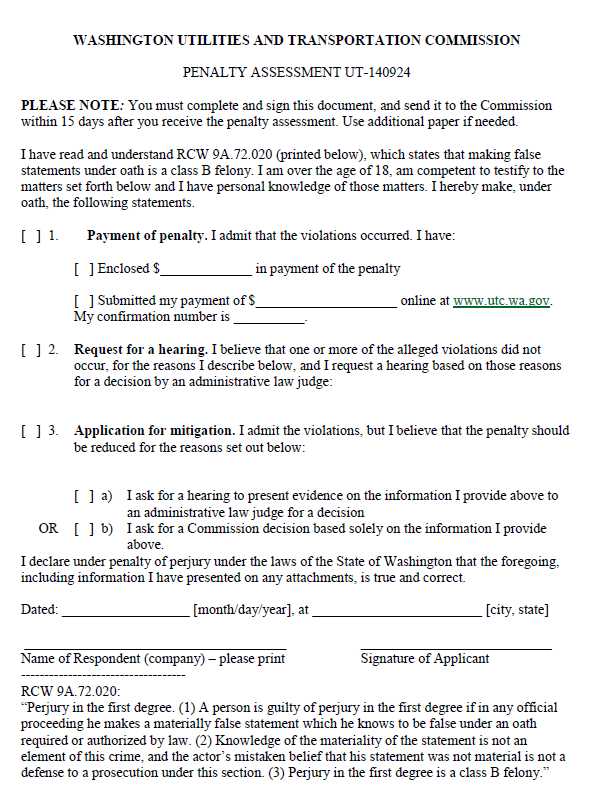 WASHINGTON UTILITIES AND TRANSPORTATION COMMISSION
PENALTY ASSESSMENT UT-140924
PLEASE NOTE: You must complete and sign this document, and send it to the Commission
within 15 days after you receive the penalty assessment. Use additional paper if needed.
I have read and understand RCW 9A.72.020 (printed below), which states that making false
statements under oath is a class B felony. I am over the age of 18, am competent to testify to the
matters set forth below and I have personal knowledge of those matters. I hereby make, under
oath, the following statements.
[ ] 1. Payment of penalty. I admit that the violations occurred. I have:
[ ] Enclosed $______________ in payment of the penalty
[ ] Submitted my payment of $_____________________ online at www.utc.wa.gov.
My confirmation number is ___________.
[ ] 2. Request for a hearing. I believe that one or more of the alleged violations did not
occur, for the reasons I describe below, and I request a hearing based on those reasons
for a decision by an administrative law judge:
[ ] 3. Application for mitigation. I admit the violations, but I believe that the penalty should
be reduced for the reasons set out below:
[ ] a) I ask for a hearing to present evidence on the information I provide above to
an administrative law judge for a decision
OR [ ] b) I ask for a Commission decision based solely on the information I provide
above.
I declare under penalty of perjury under the laws of the State of Washington that the foregoing,
including information I have presented on any attachments, is true and correct.
Dated: ___________________ [month/day/year], at _________________________ [city, state]
_______________________________________ _____________________________
Name of Respondent (company) – please print Signature of Applicant
-----------------------------------
RCW 9A.72.020:
“Perjury in the first degree. (1) A person is guilty of perjury in the first degree if in any official
proceeding he makes a materially false statement which he knows to be false under an oath
required or authorized by law. (2) Knowledge of the materiality of the statement is not an
element of this crime, and the actor’s mistaken belief that his statement was not material is not a
defense to a prosecution under this section. (3) Perjury in the first degree is a class B felony.”